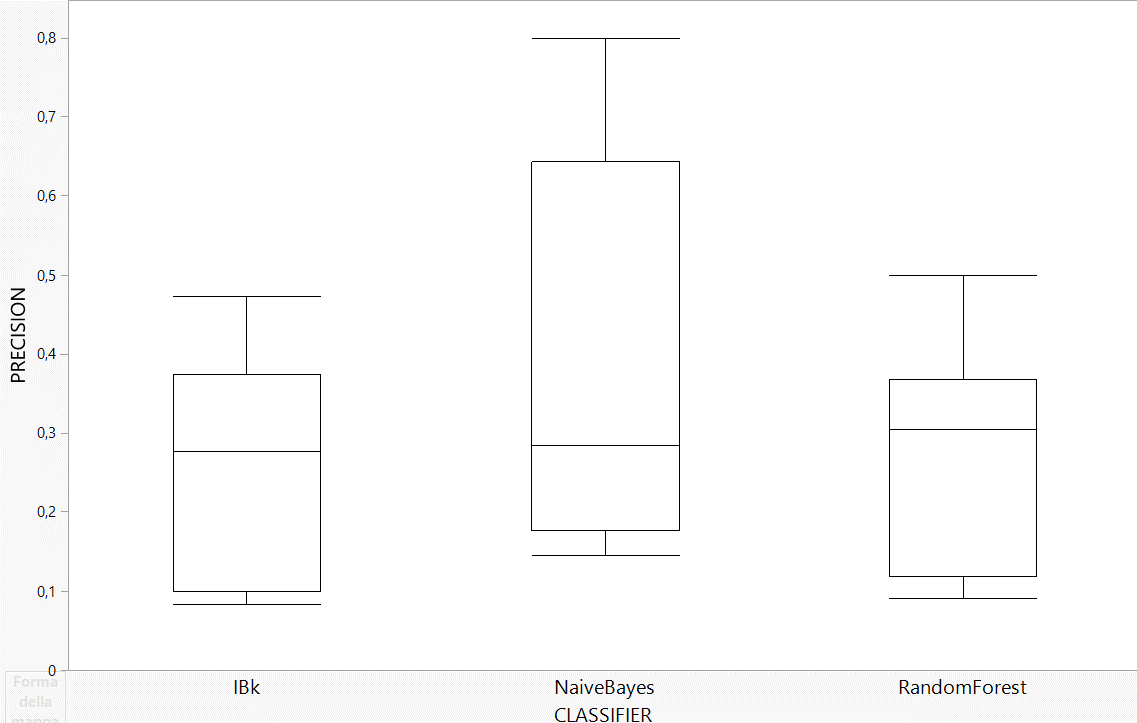 0,8
0,7
0,6
0,5
0,4
0,3
0,2
0,1
0
PRECISION
IBk
NaiveBayes
RandomForest
CLASSIFIER
Forma
della
mappa